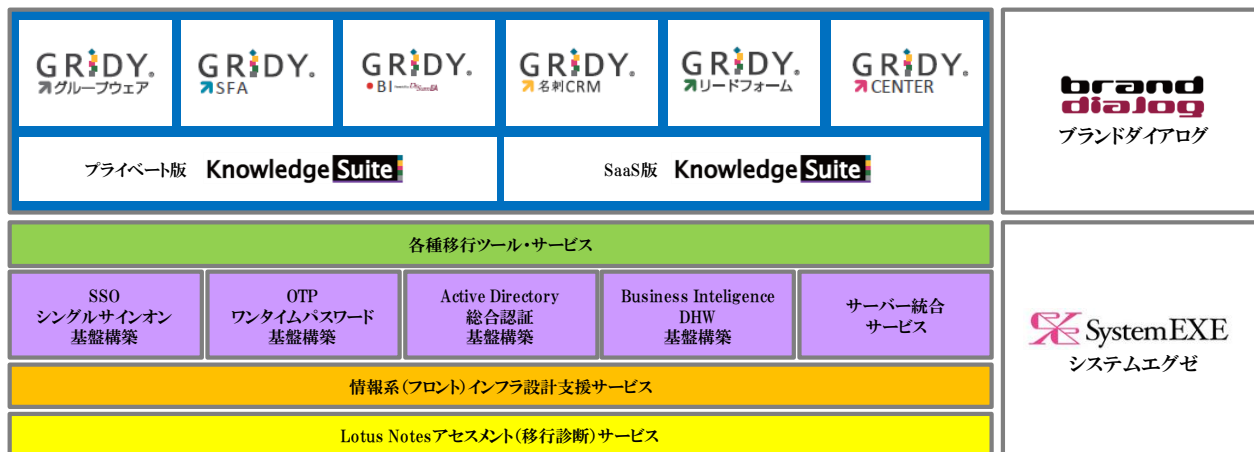 GRiDY.
グループウェア
GRiDY.
SFA
GRiDY.
BI
GRiDY.
名刺CRM
GRiDY.
リードフォーム
GRiDY.
CENTER
プライベート版 Knowledge Suite
SaaS版 Knowledge Suite
brand
dialog
ブランドダイアログ
各種移行ツール・サービス
SSO
シングルサインオン
基盤構築
OTP
ワンタイムパスワード
基盤構築
Active Directory
総合認証
基盤構築
Business Inteligence
DHW
基盤構築
サーバー統合
サービス
情報系(フロント)インフラ設計支援サービス
Lotus Notesアセスメント(移行診断)サービス
SystemEXE
システムエグゼ